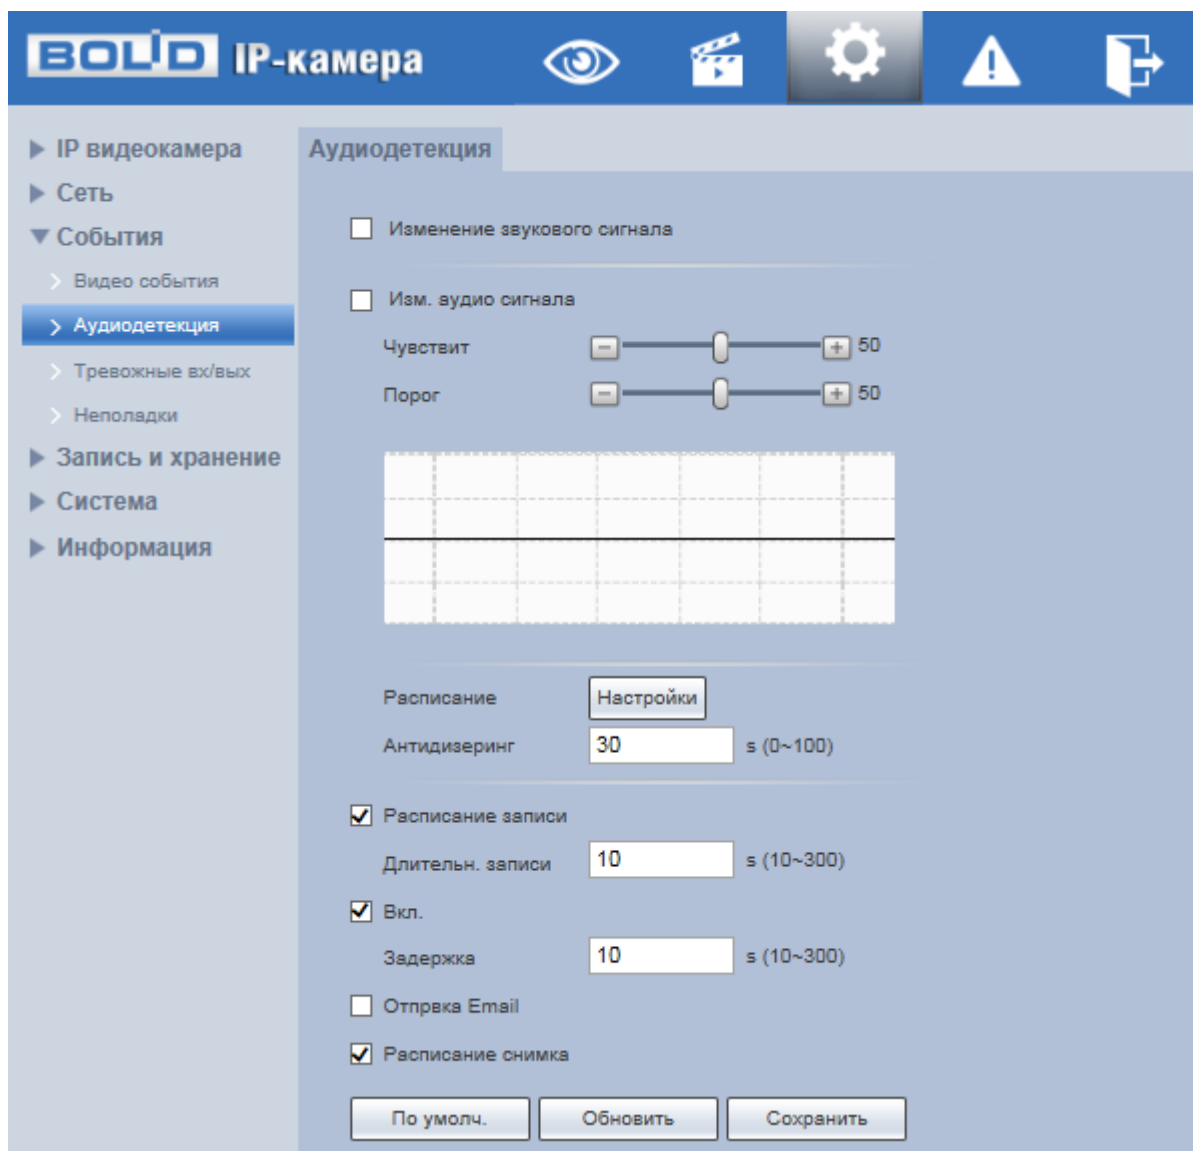 BOLID IP-камера
IP видеокамера
Сеть
События
Видео события
Аудиодетекция
Тревожные вх/вых
Неполадки
Запись и хранение
Система
Информация
Аудиодетекция
Изменение звукового сигнала
Изм. аудио сигнала
Чувствит 50
Порог 50
Расписание Настройки
Антидизеринг 30 s (0~100)
Расписание записи
Длительн. записи 10 s (10~300)
Вкл.
Задержка 10 s (10~300)
Отпрвка Email
Расписание снимка
По умолч. Обновить Сохранить